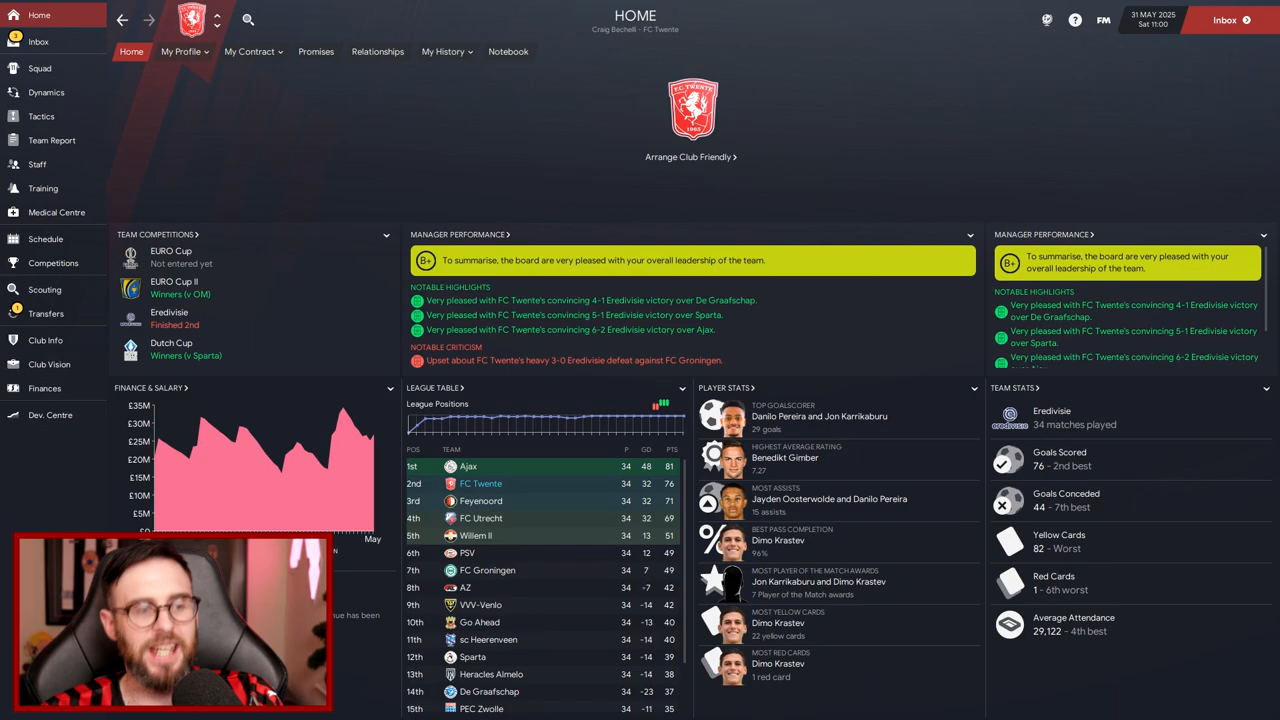 Home
3
Inbox
Squad
Dynamics
Tactics
Team Report
Staff
Training
Medical Centre
Schedule
Competitions
Scouting
1
Transfers
Club Info
Club Vision
Finances
Dev. Centre
HOME
Craig Bechelli - FC Twente
FM
31 MAY 2025
Sat 11:00
Inbox
Home
My Profile
My Contract
Promises
Relationships
My History
Notebook
F.C. TWENTE
1965
Arrange Club Friendly >
TEAM COMPETITIONS >
EURO Cup
Not entered yet
EURO Cup II
Winners (v OM)
Eredivisie
Finished 2nd
Dutch Cup
Winners (v Sparta)
MANAGER PERFORMANCE >
B+ To summarise, the board are very pleased with your overall leadership of the team.
NOTABLE HIGHLIGHTS
Very pleased with FC Twente's convincing 4-1 Eredivisie victory over De Graafschap.
Very pleased with FC Twente's convincing 5-1 Eredivisie victory over Sparta.
Very pleased with FC Twente's convincing 6-2 Eredivisie victory over Ajax.
NOTABLE CRITICISM
Upset about FC Twente's heavy 3-0 Eredivisie defeat against FC Groningen.
MANAGER PERFORMANCE >
B+ To summarise, the board are very pleased with your
overall leadership of the team.
NOTABLE HIGHLIGHTS
Very pleased with FC Twente's convincing 4-1 Eredivisie victory
over De Graafschap.
Very pleased with FC Twente's convincing 5-1 Eredivisie victory
over Sparta.
Very pleased with FC Twente's convincing 6-2 Eredivisie victory
FINANCE & SALARY >
£35M
£30M
£25M
£20M
£15M
£10M
£5M
£0
May
LEAGUE TABLE >
League Positions
POS TEAM P GD PTS
1st Ajax 34 48 81
2nd FC Twente 34 32 76
3rd Feyenoord 34 32 71
4th FC Utrecht 34 32 69
5th Willem II 34 13 51
6th PSV 34 12 49
7th FC Groningen 34 7 49
8th AZ 34 -7 42
9th VVV-Venlo 34 -14 42
10th Go Ahead 34 -13 40
11th sc Heerenveen 34 -14 40
12th Sparta 34 -14 39
13th Heracles Almelo 34 -14 38
14th De Graafschap 34 -23 37
15th PEC Zwolle 34 -11 35
PLAYER STATS >
TOP GOALSCORER
Danilo Pereira and Jon Karrikaburu
29 goals
HIGHEST AVERAGE RATING
Benedikt Gimber
7.27
MOST ASSISTS
Jayden Oosterwolde and Danilo Pereira
15 assists
BEST PASS COMPLETION
Dimo Krastev
96%
MOST PLAYER OF THE MATCH AWARDS
Jon Karrikaburu and Dimo Krastev
7 Player of the Match awards
MOST YELLOW CARDS
Dimo Krastev
22 yellow cards
MOST RED CARDS
Dimo Krastev
1 red card
TEAM STATS >
eredivisie
Eredivisie
34 matches played
Goals Scored
76 - 2nd best
Goals Conceded
44 - 7th best
Yellow Cards
82 - Worst
Red Cards
1 - 6th worst
Average Attendance
29,122 - 4th best